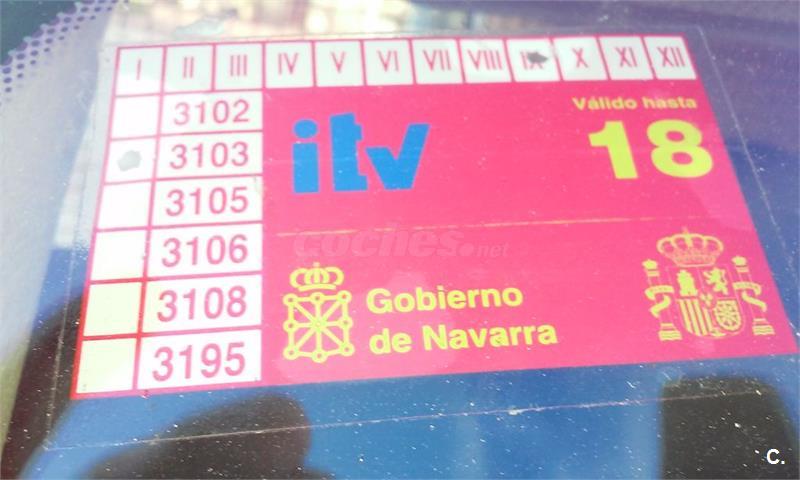 I II III IV V VI VII VIII IX X XI XII
3102
3103
3105
3106
3108
3195
itv
Válido hasta
18
coches.net
Gobierno
de Navarra
C.